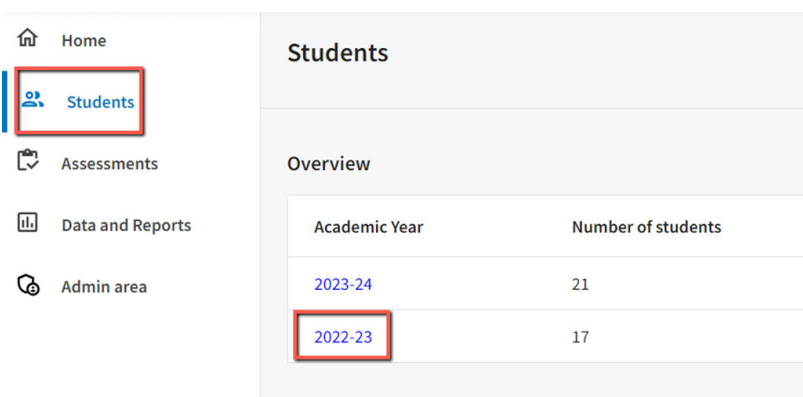 Home
Students
Assessments
Data and Reports
Admin area
Students
Overview
Academic Year Number of students
2023-24 21
2022-23 17